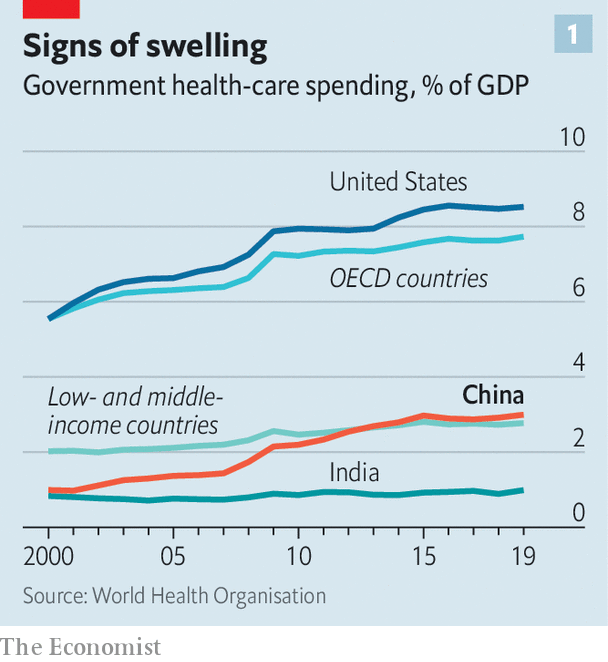 1
Signs of swelling
Government health-care spending, % of GDP
10
United States
8
OECD countries
6
4
Low- and middle-
income countries
China
2
India
0
2000 05 10 15 19
Source: World Health Organisation
The Economist